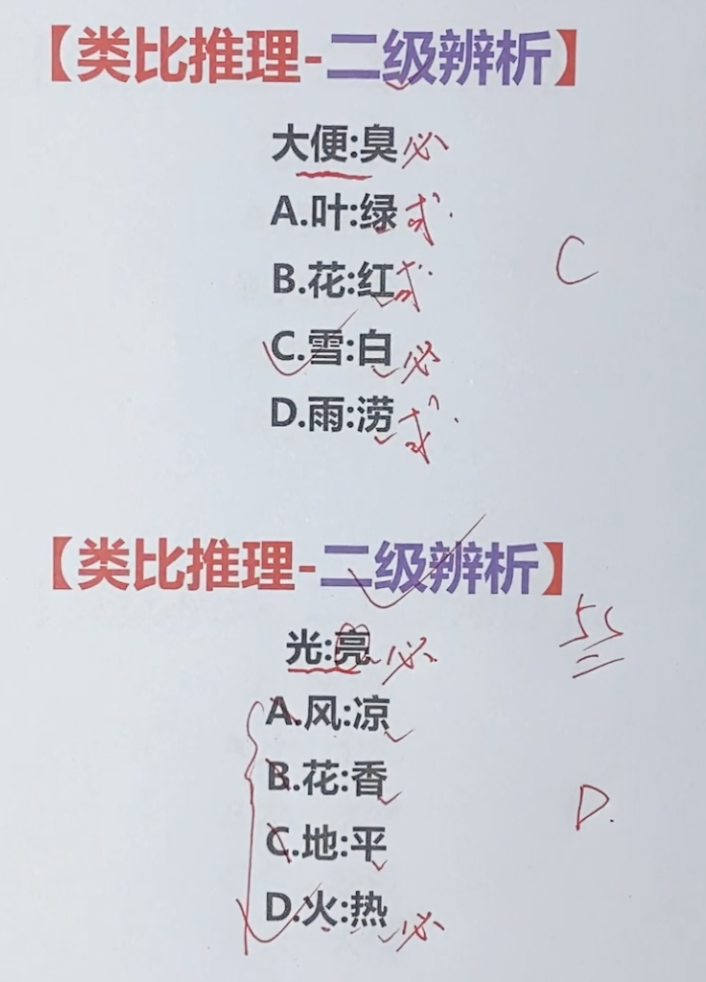 【类比推理-二级辨析】
大便:臭必
A.叶:绿或
B.花:红或
C.雪:白必
C
D.雨:涝或
【类比推理-二级辨析】
光:亮必
5s
A.风:凉
B.花:香
D.
C.地:平
D.火:热必